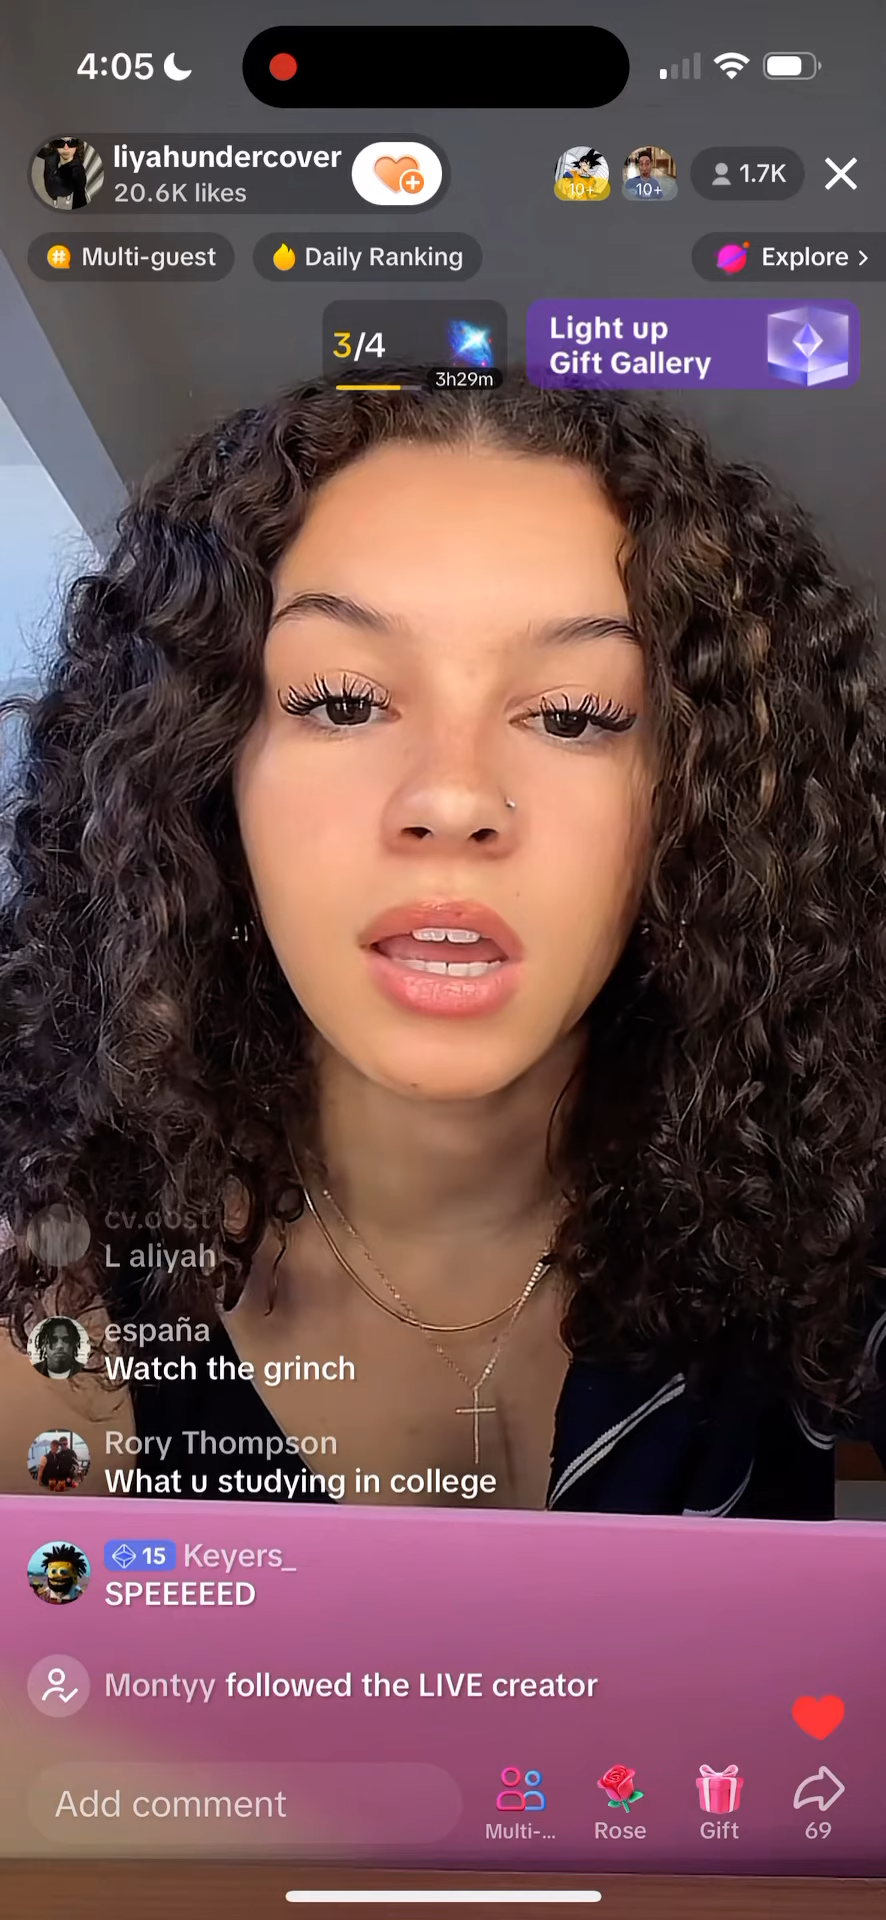 4:05
liyahundercover
20.6K likes
10+
10+
1.7K
Multi-guest
Daily Ranking
Explore >
3/4
3h29m
Light up
Gift Gallery
cv.oost
L aliyah
españa
Watch the grinch
Rory Thompson
What u studying in college
15 Keyers_
SPEEEEED
Montyy followed the LIVE creator
Add comment
Multi-...
Rose
Gift
69